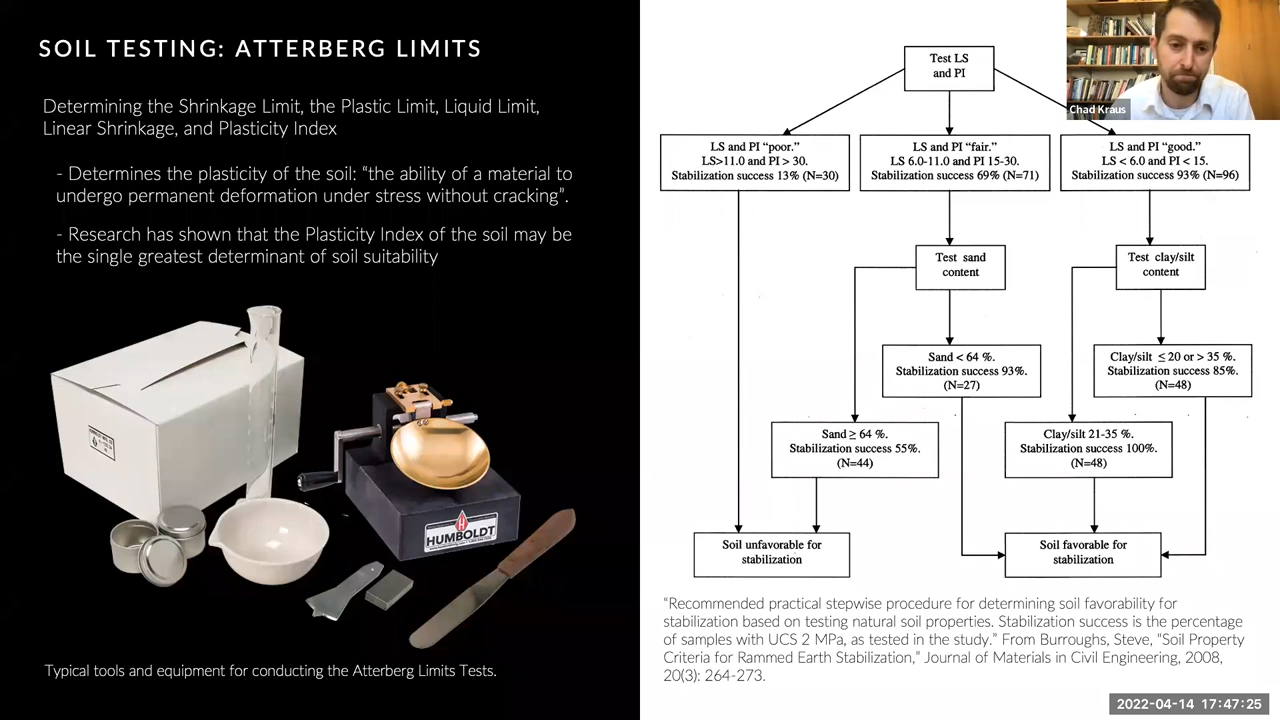 SOIL TESTING: ATTERBERG LIMITS
Determining the Shrinkage Limit, the Plastic Limit, Liquid Limit,
Linear Shrinkage, and Plasticity Index
- Determines the plasticity of the soil: “the ability of a material to
undergo permanent deformation under stress without cracking”.
- Research has shown that the Plasticity Index of the soil may be
the single greatest determinant of soil suitability
HUMBOLDT
Typical tools and equipment for conducting the Atterberg Limits Tests.
Test LS
and PI
Chad Kraus
LS and PI “poor.”
LS>11.0 and PI > 30.
Stabilization success 13% (N=30)
LS and PI “fair.”
LS 6.0-11.0 and PI 15-30.
Stabilization success 69% (N=71)
LS and PI “good.”
LS < 6.0 and PI < 15.
Stabilization success 93% (N=96)
Test sand
content
Test clay/silt
content
Sand < 64 %.
Stabilization success 93%.
(N=27)
Clay/silt ≤ 20 or > 35 %.
Stabilization success 85%.
(N=48)
Sand ≥ 64 %.
Stabilization success 55%.
(N=44)
Clay/silt 21-35 %.
Stabilization success 100%.
(N=48)
Soil unfavorable for
stabilization
Soil favorable for
stabilization
“Recommended practical stepwise procedure for determining soil favorability for
stabilization based on testing natural soil properties. Stabilization success is the percentage
of samples with UCS 2 MPa, as tested in the study.” From Burroughs, Steve, “Soil Property
Criteria for Rammed Earth Stabilization,” Journal of Materials in Civil Engineering, 2008,
20(3): 264-273.
2022-04-14 17:47:25